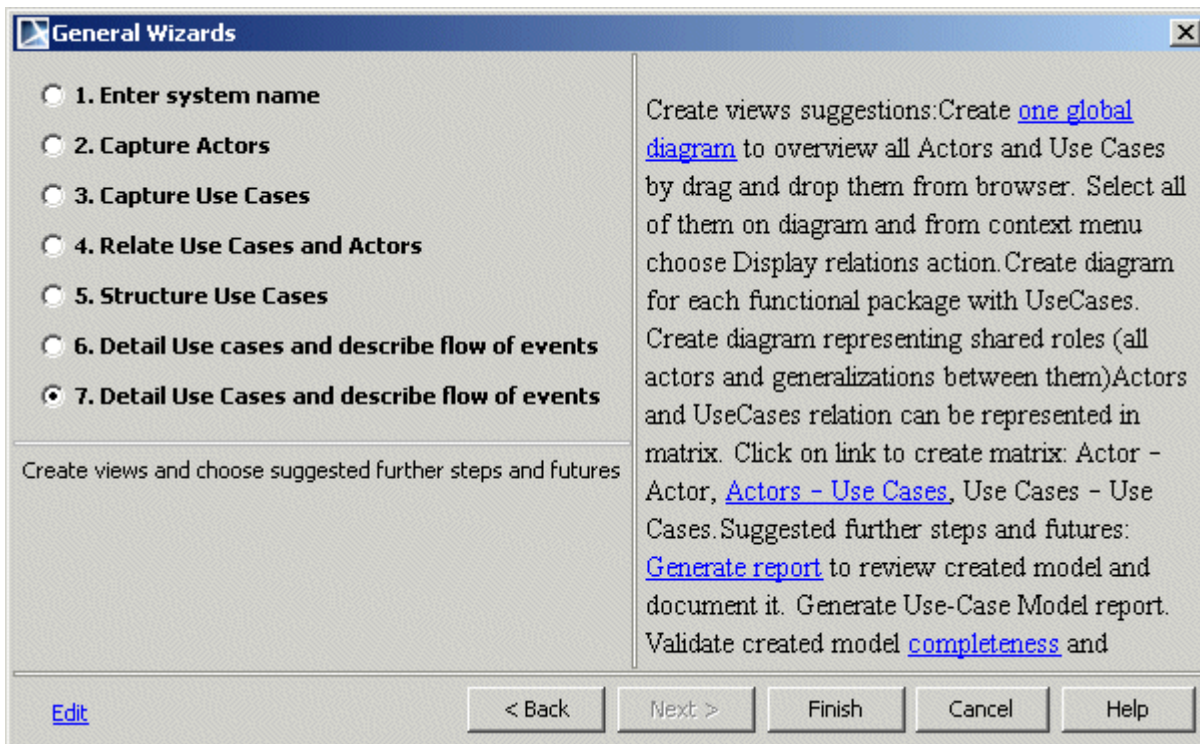 General Wizards
1. Enter system name
2. Capture Actors
3. Capture Use Cases
4. Relate Use Cases and Actors
5. Structure Use Cases
6. Detail Use cases and describe flow of events
7. Detail Use Cases and describe flow of events
Create views and choose suggested further steps and futures
Create views suggestions:Create one global
diagram to overview all Actors and Use Cases
by drag and drop them from browser. Select all
of them on diagram and from context menu
choose Display relations action.Create diagram
for each functional package with UseCases.
Create diagram representing shared roles (all
actors and generalizations between them)Actors
and UseCases relation can be represented in
matrix. Click on link to create matrix: Actor -
Actor, Actors - Use Cases, Use Cases - Use
Cases.Suggested further steps and futures:
Generate report to review created model and
document it. Generate Use-Case Model report.
Validate created model completeness and
Edit
< Back
Next >
Finish
Cancel
Help